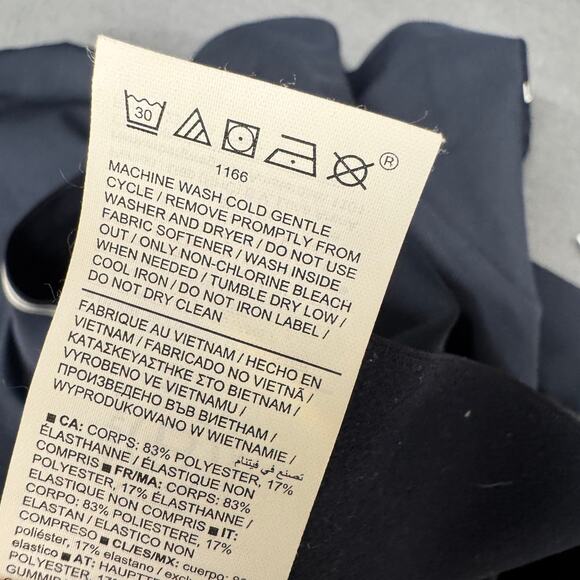 30
®
1166
MACHINE WASH COLD GENTLE
CYCLE / REMOVE PROMPTLY FROM
WASHER AND DRYER / DO NOT USE
FABRIC SOFTENER / WASH INSIDE
OUT / ONLY NON-CHLORINE BLEACH
WHEN NEEDED / TUMBLE DRY LOW /
COOL IRON / DO NOT IRON LABEL /
DO NOT DRY CLEAN
FABRIQUE AU VIETNAM / HECHO EN
VIETNAM / FABRICADO NO VIETNÃ /
ΚΑΤΑΣΚΕΥΑΣΤΗΚΕ ΣΤΟ ΒΙΕΤΝΑΜ /
VYROBENO VE VIETNAMU /
ПРОИЗВЕДЕНО ВЪВ ВИЕТНАМ /
WYPRODUKOWANO W WIETNAMIE /
تصنع في فيتنام
CA: CORPS: 83% POLYESTER, 17%
ÉLASTHANNE / ÉLASTIQUE NON
COMPRIS FR/MA: CORPS: 83%
POLYESTER, 17% ÉLASTHANNE /
ÉLASTIQUE NON COMPRIS IT:
CORPO: 83% POLIESTERE, 17%
ELASTAN / ELASTICO NON
COMPRESO CL/ES/MX: cuerpo:
poliéster, 17% elastano /
elastico AT:
POLYESTER,